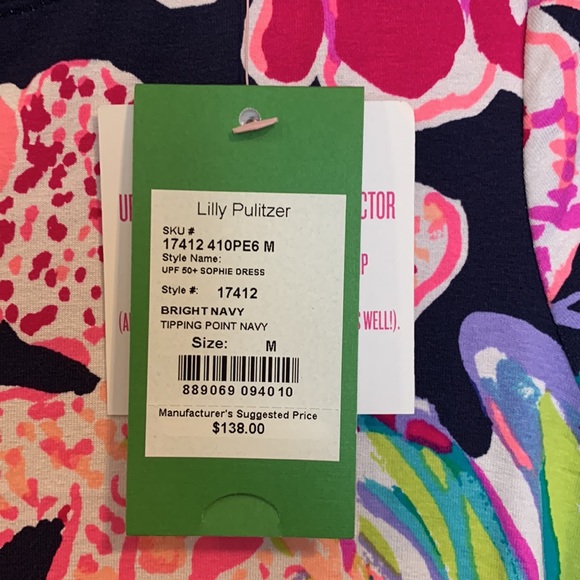 Lilly Pulitzer
SKU #
17412 410PE6 M
Style Name:
UPF 50+ SOPHIE DRESS
Style #: 17412
BRIGHT NAVY
TIPPING POINT NAVY
Size: M
889069 094010
Manufacturer's Suggested Price
$138.00
WELL!).